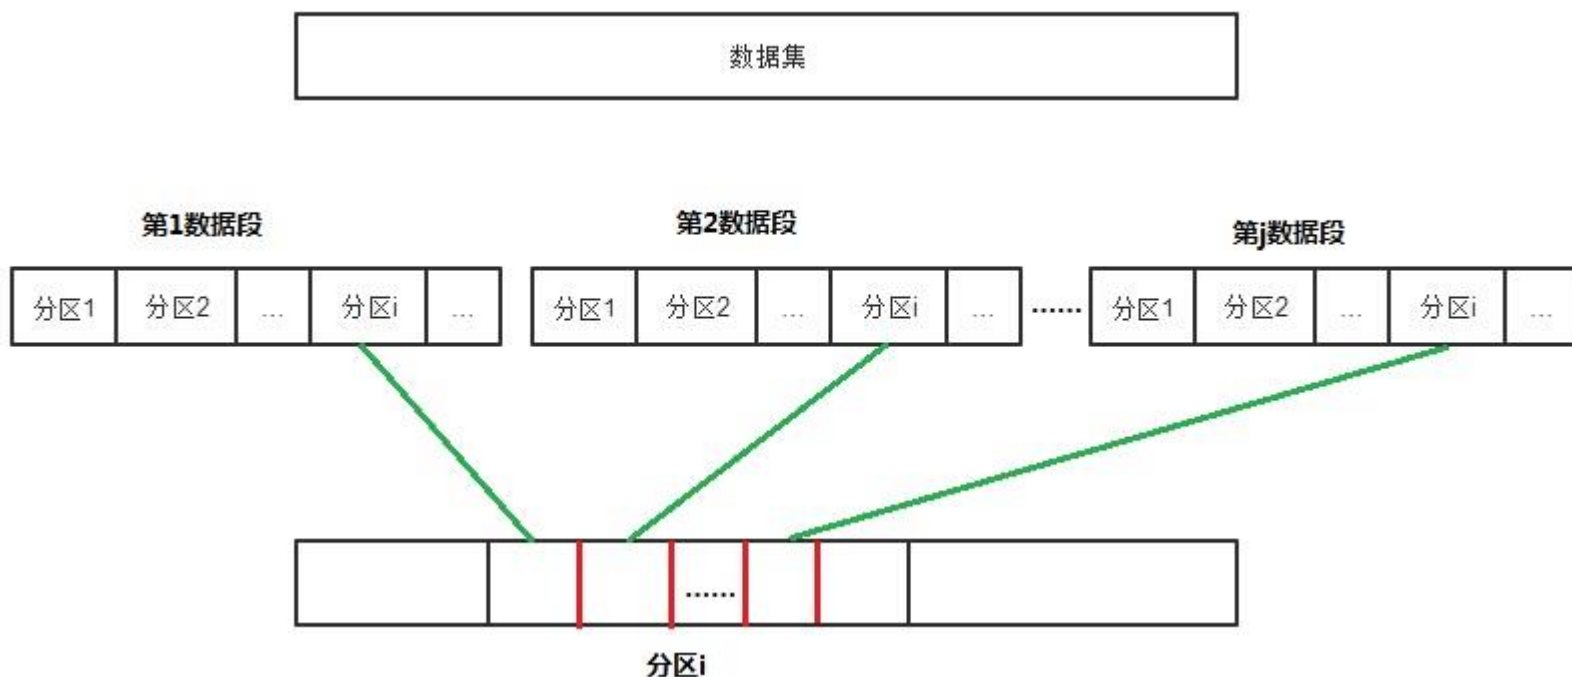 数据集
第1数据段 第2数据段 第j数据段
分区1 分区2 ... 分区i ... 分区1 分区2 ... 分区i ... ...... 分区1 分区2 ... 分区i ...
......
分区i